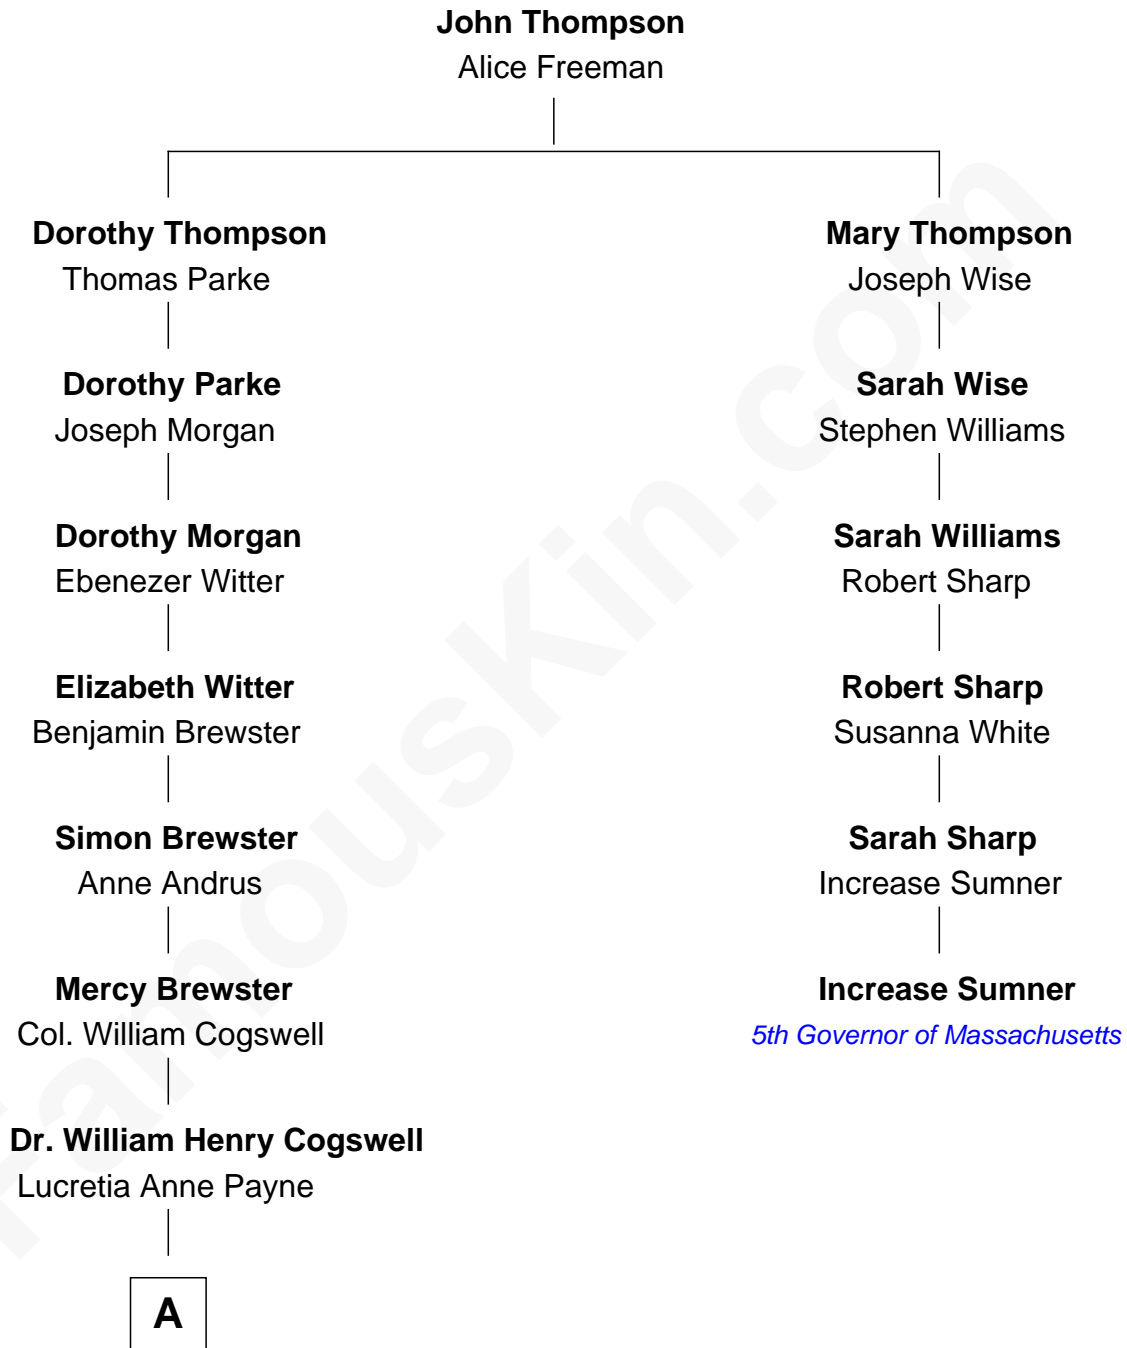 John Thompson
Alice Freeman
Dorothy Thompson
Thomas Parke
Mary Thompson
Joseph Wise
Dorothy Parke
Joseph Morgan
Sarah Wise
Stephen Williams
Dorothy Morgan
Ebenezer Witter
Sarah Williams
Robert Sharp
Elizabeth Witter
Benjamin Brewster
Robert Sharp
Susanna White
Simon Brewster
Anne Andrus
Sarah Sharp
Increase Sumner
Mercy Brewster
Col. William Cogswell
Increase Sumner
5th Governor of Massachusetts
Dr. William Henry Cogswell
Lucretia Anne Payne
A
FamousKin.com